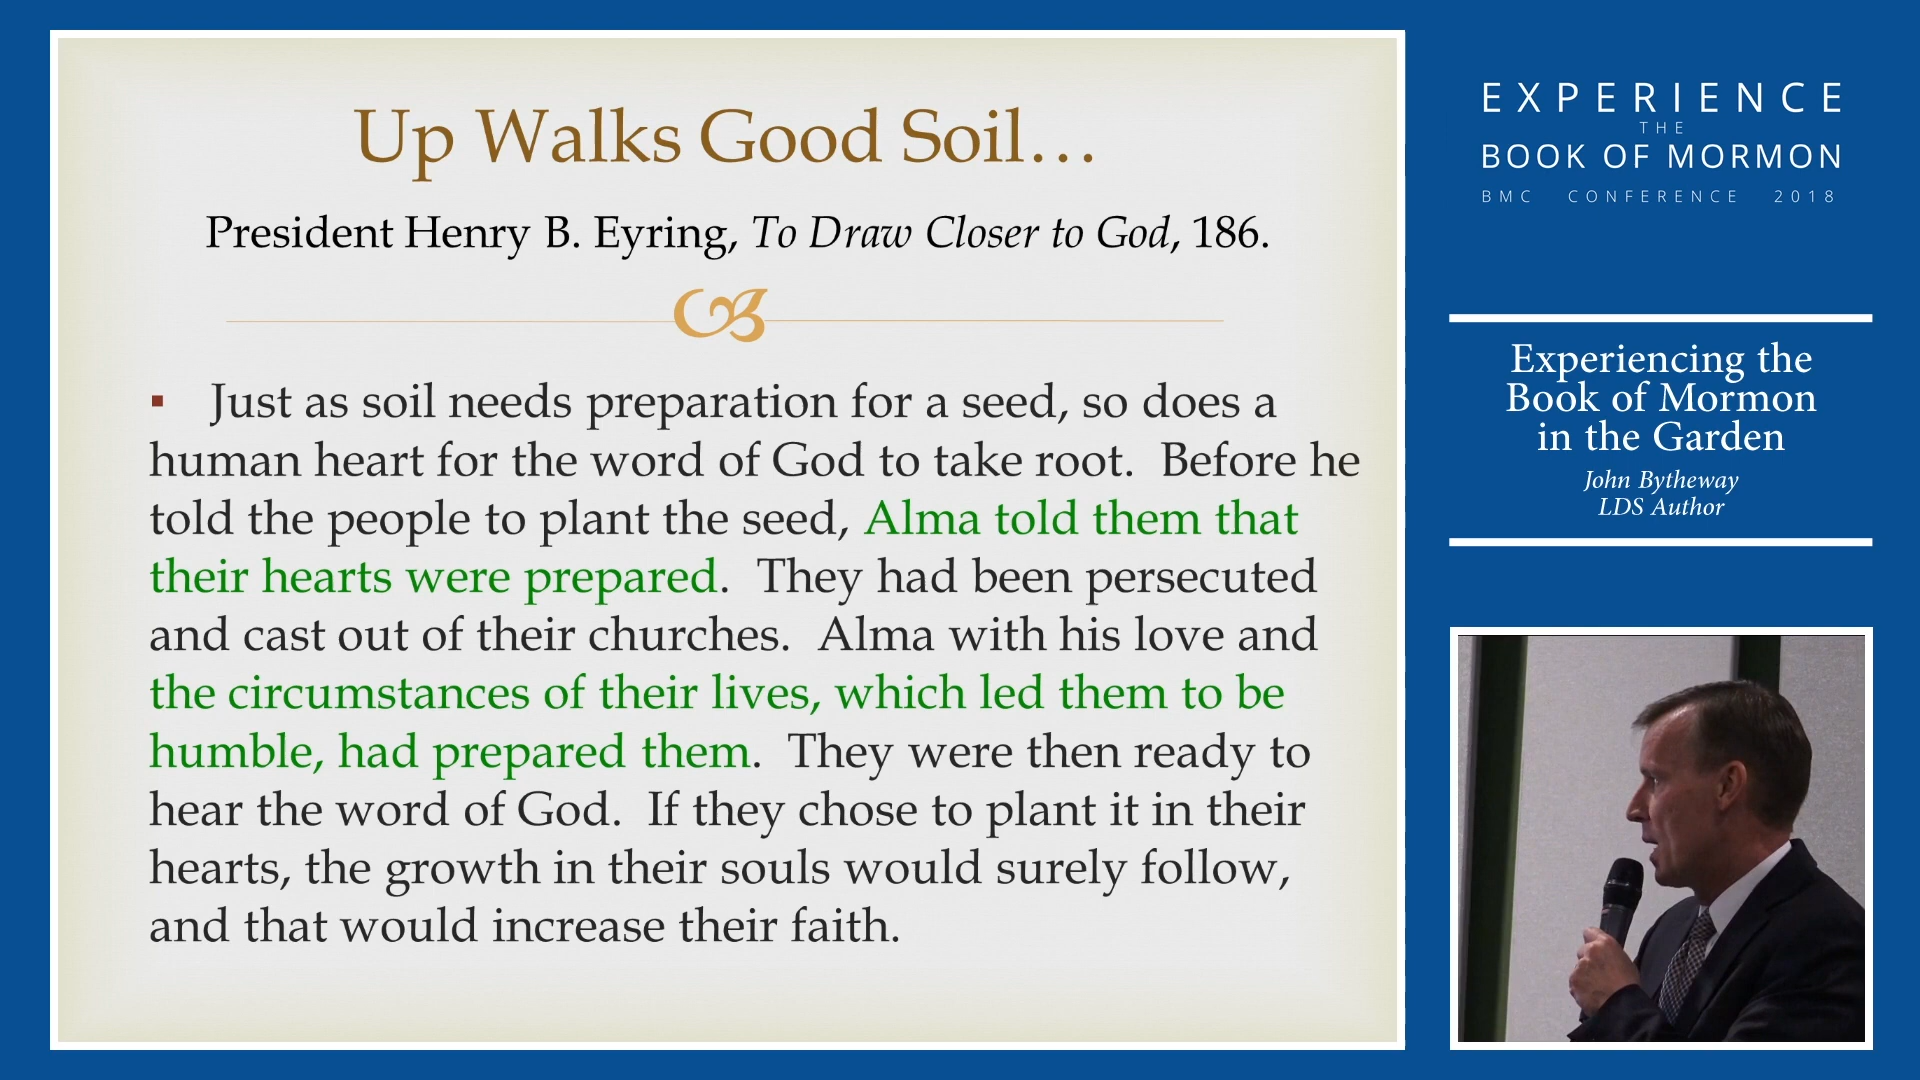 Up Walks Good Soil…
President Henry B. Eyring, To Draw Closer to God, 186.
▪ Just as soil needs preparation for a seed, so does a
human heart for the word of God to take root. Before he
told the people to plant the seed, Alma told them that
their hearts were prepared. They had been persecuted
and cast out of their churches. Alma with his love and
the circumstances of their lives, which led them to be
humble, had prepared them. They were then ready to
hear the word of God. If they chose to plant it in their
hearts, the growth in their souls would surely follow,
and that would increase their faith.
EXPERIENCE
THE
BOOK OF MORMON
BMC CONFERENCE 2018
Experiencing the
Book of Mormon
in the Garden
John Bytheway
LDS Author